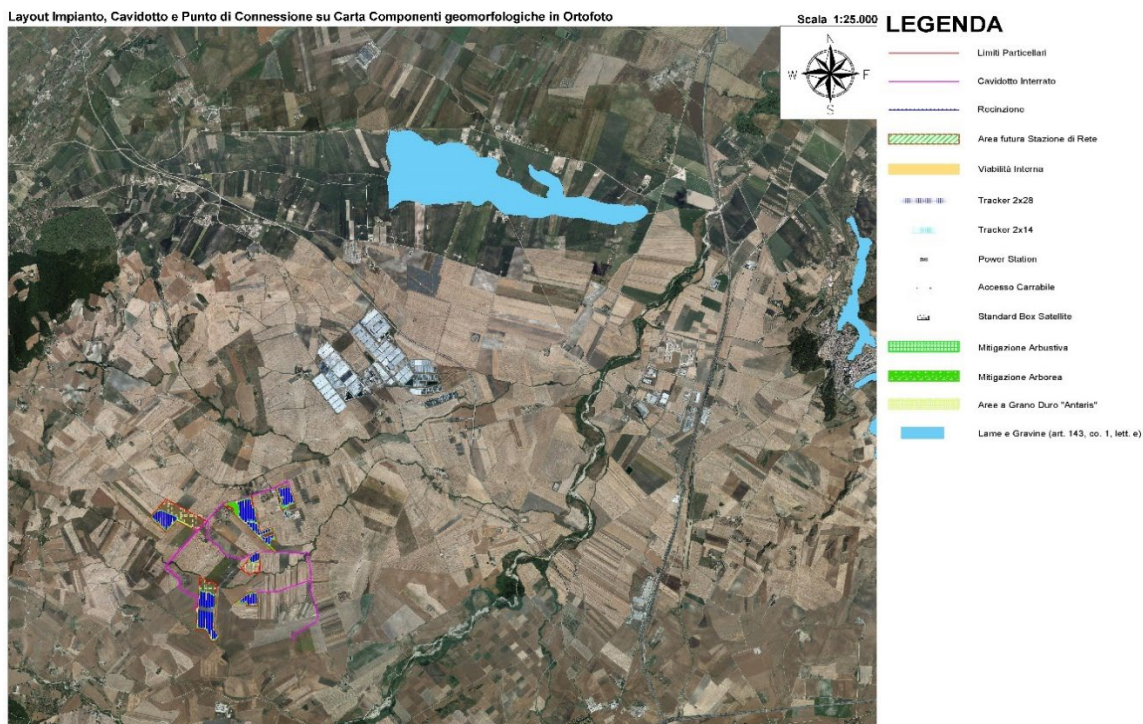 Layout Impianto, Cavidotto e Punto di Connessione su Carta Componenti geomorfologiche in Ortofoto
Scala 1:25.000
LEGENDA
N
W
E
S
Limiti Particellari
Cavidotto Interrato
Recinzione
Area futura Stazione di Rete
Viabilità Interna
Tracker 2x28
Tracker 2x14
Power Station
Accesso Carrabile
Standard Box Satellite
Mitigazione Arbustiva
Mitigazione Arborea
Aree a Grano Duro "Antaris"
Lame e Gravine (art. 143, co. 1, lett. e)